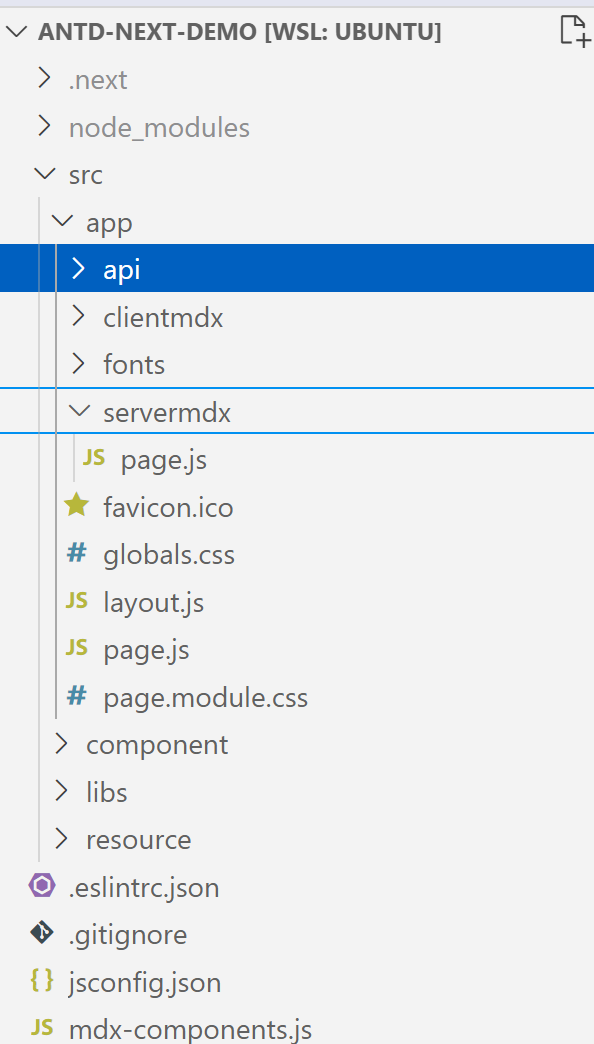 ANTD-NEXT-DEMO [WSL: UBUNTU]
.next
node_modules
src
app
api
clientmdx
fonts
servermdx
JS page.js
favicon.ico
# globals.css
JS layout.js
JS page.js
# page.module.css
component
libs
resource
.eslintrc.json
.gitignore
{} jsconfig.json
JS mdx-components.js